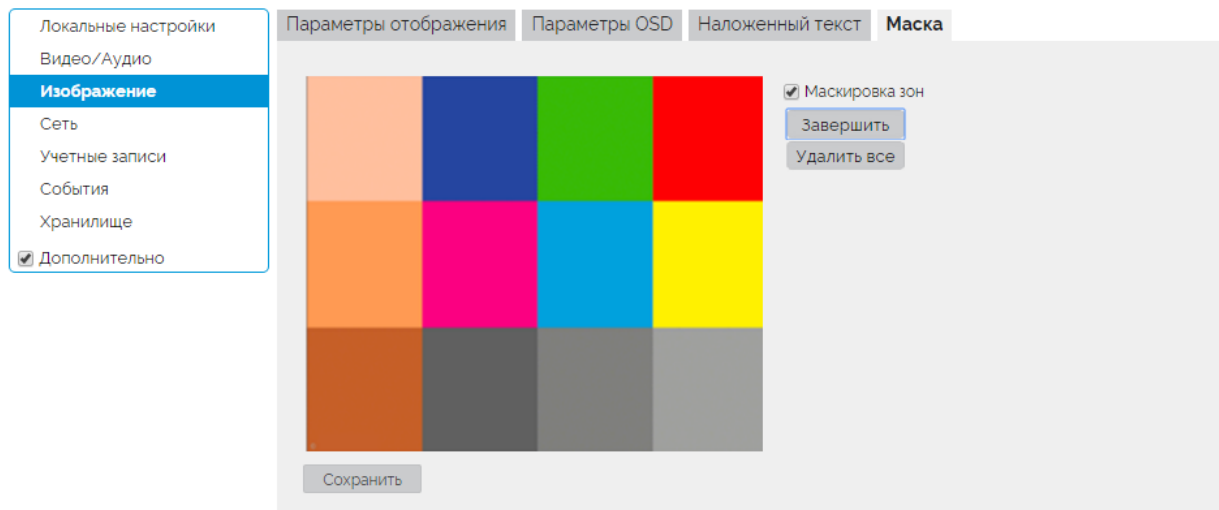 Локальные настройки
Видео/Аудио
Изображение
Сеть
Учетные записи
События
Хранилище
Дополнительно
Параметры отображения Параметры OSD Наложенный текст Маска
Маскировка зон
Завершить
Удалить все
Сохранить